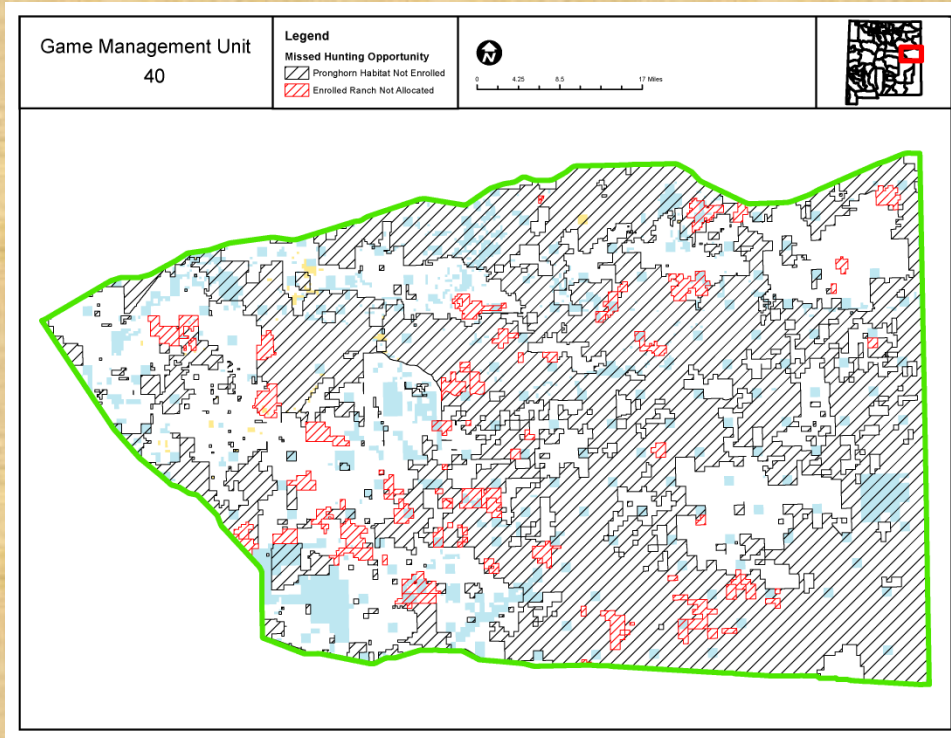 Game Management Unit
40
Legend
Missed Hunting Opportunity
Pronghorn Habitat Not Enrolled
Enrolled Ranch Not Allocated
N
0 4.25 8.5 17 Miles